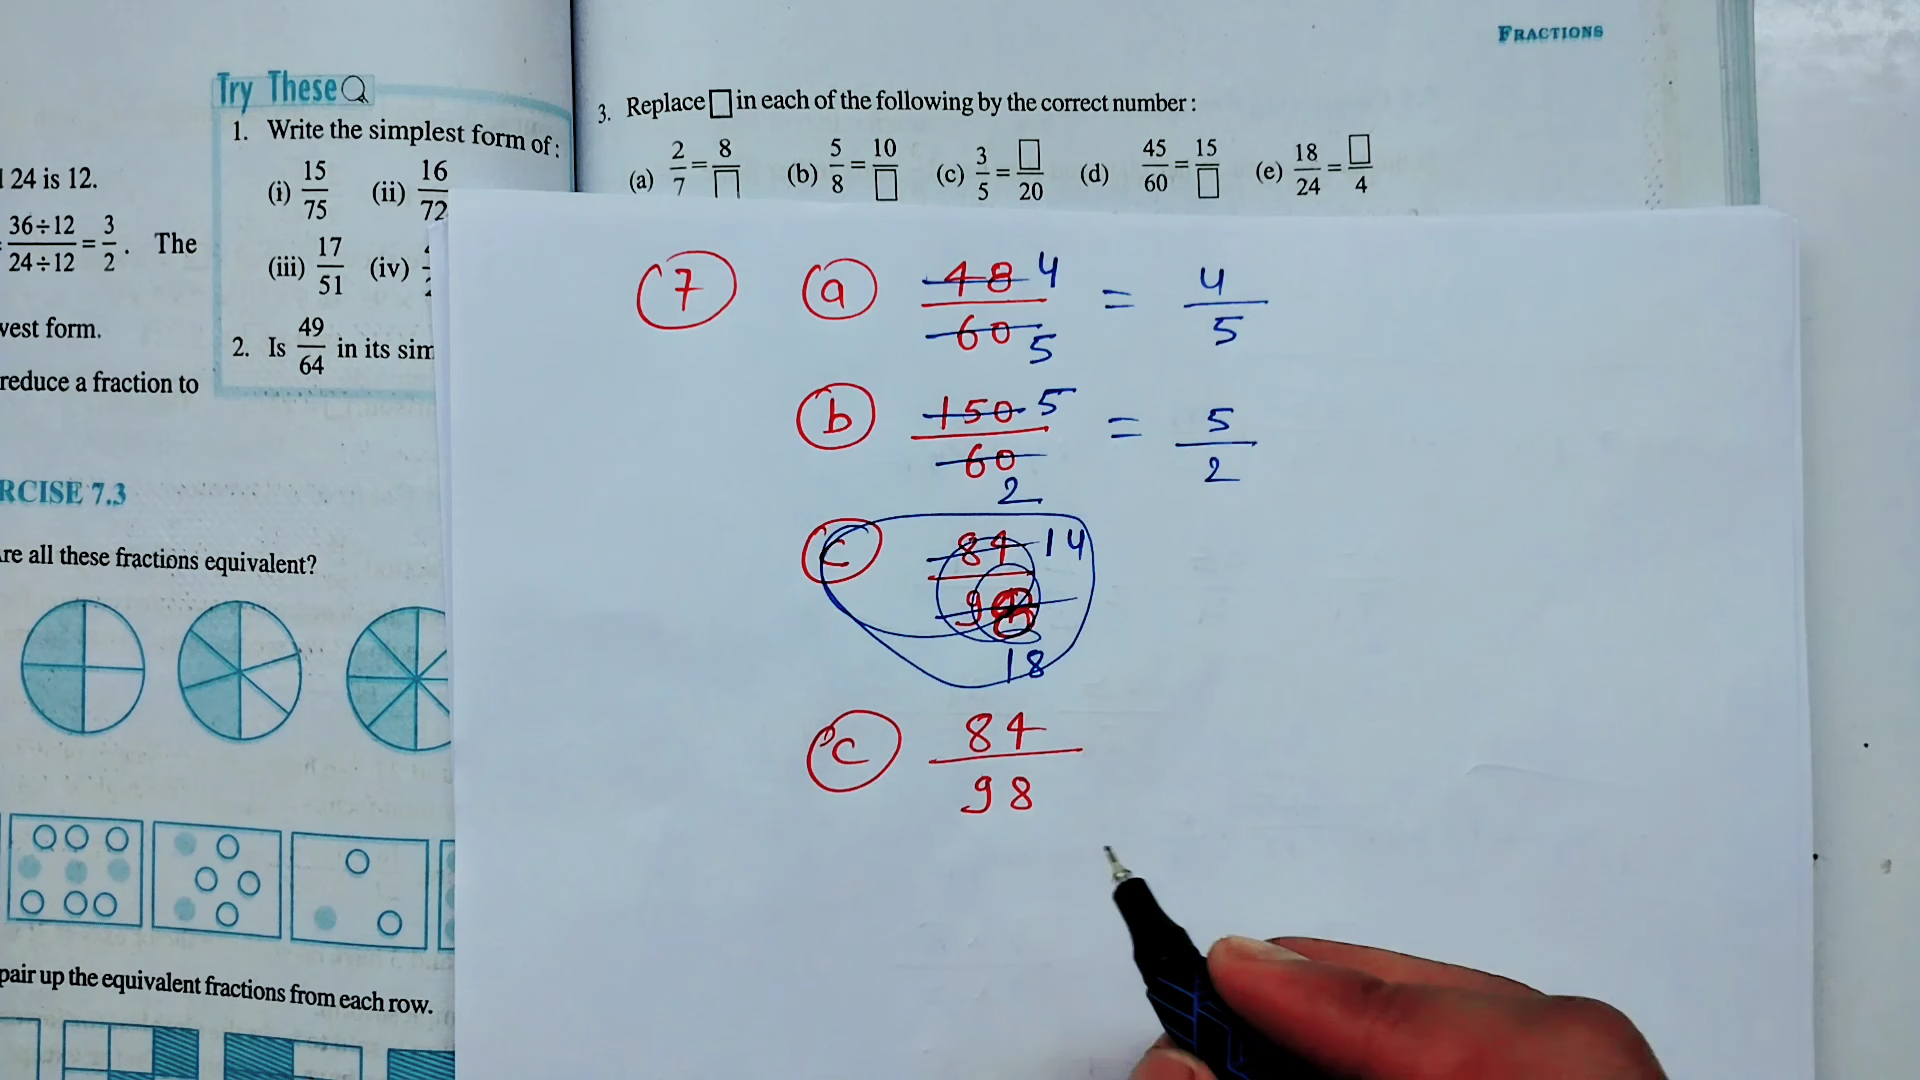 FRACTIONS
Try These
1. Write the simplest form of:
(i) 15/75 (ii) 16/72
(iii) 17/51 (iv)
2. Is 49/64 in its sim
24 is 12.
36÷12/24÷12 = 3/2 . The
west form.
reduce a fraction to
RCISE 7.3
re all these fractions equivalent?
pair up the equivalent fractions from each row.
3. Replace □ in each of the following by the correct number :
(a) 2/7 = 8/□ (b) 5/8 = 10/□ (c) 3/5 = □/20 (d) 45/60 = 15/□ (e) 18/24 = □/4
7 a 48/60 4 5 = 4/5
b 150/60 5 2 = 5/2
c 84 14
18
c 84/98